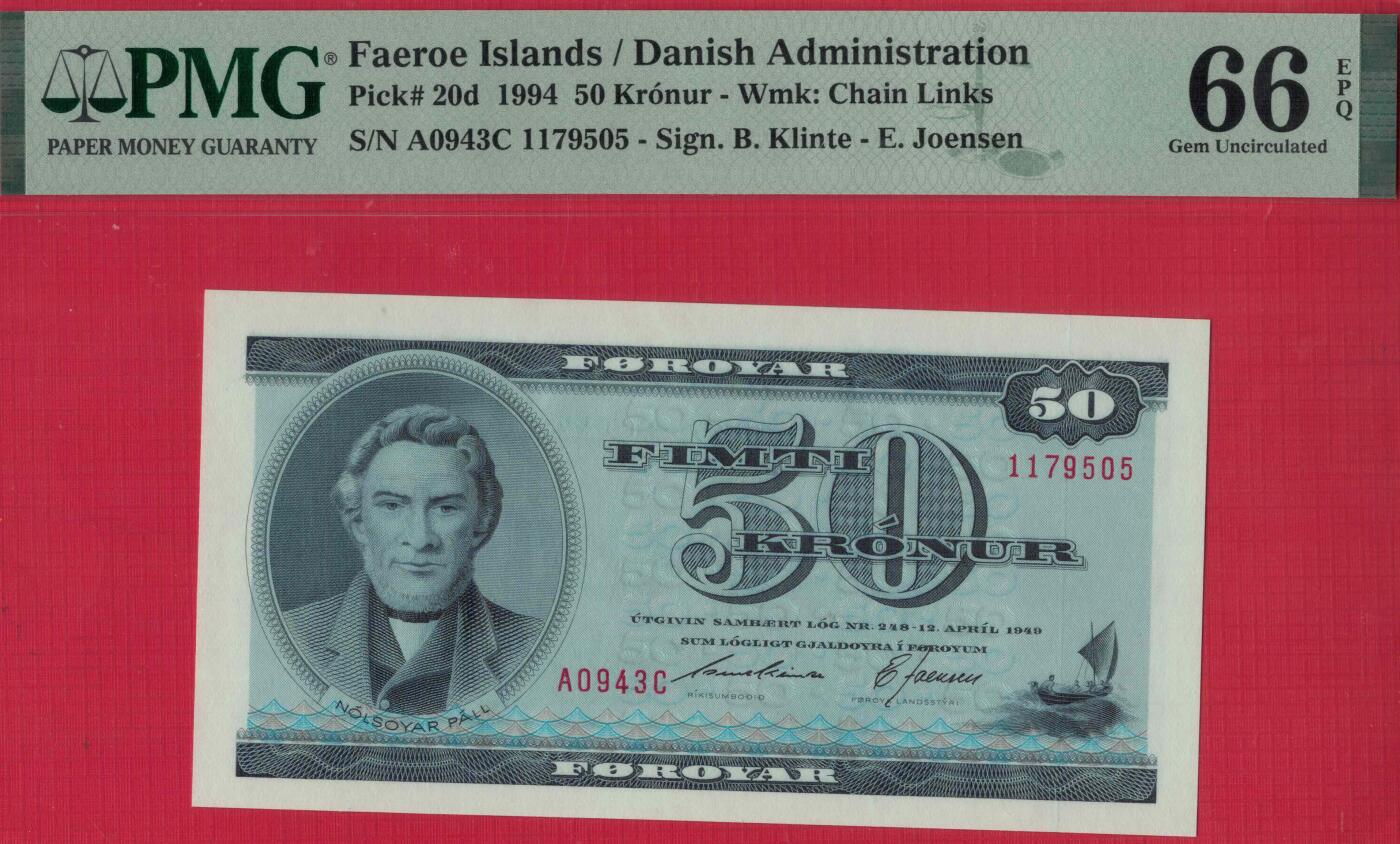 PMG®
PAPER MONEY GUARANTY
Faeroe Islands / Danish Administration
Pick# 20d 1994 50 Krónur - Wmk: Chain Links
S/N A0943C 1179505 - Sign. B. Klinte - E. Joensen
66
EPQ
Gem Uncirculated
FØROYAR
50
50
FIMTI
KRÓNUR
1179505
ÚTGIVIN SAMBÆRT LÓG NR. 248-12. APRÍL 1949
SUM LÓGLIGT GJALDOYRA Í FØROYUM
A0943C
E Joensen
RÍKISUMBOÐIÐ
FØROYA LANDSSTÝRI
NÓLSOYAR PÁLL
FØROYAR